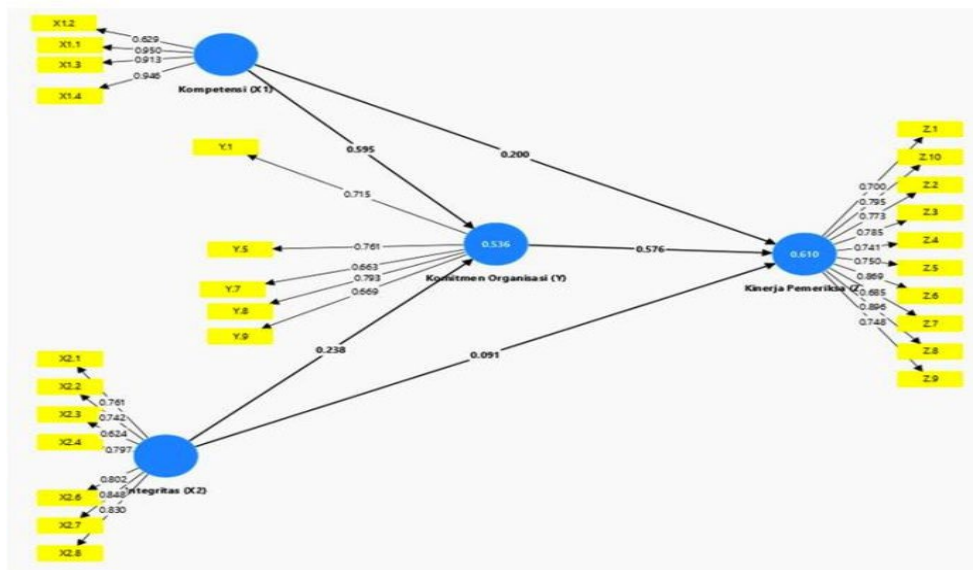 X1.2
X1.1
X1.3
X1.4
0.629
0.950
0.913
0.946
Kompetensi (X1)
Y.1
0.715
0.595
0.200
Y.5
Y.7
Y.8
Y.9
0.761
0.663
0.793
0.669
0.536
Komitmen Organisasi (Y)
0.576
0.610
Kinerja Pemeriksa (Z
Z.1
Z.10
Z.2
Z.3
Z.4
Z.5
Z.6
Z.7
Z.8
Z.9
0.700
0.795
0.773
0.785
0.741
0.750
0.869
0.685
0.896
0.748
0.238
0.091
X2.1
X2.2
X2.3
X2.4
X2.6
X2.7
X2.8
0.761
0.742
0.624
0.797
0.802
0.848
0.830
ntegritas (X2)